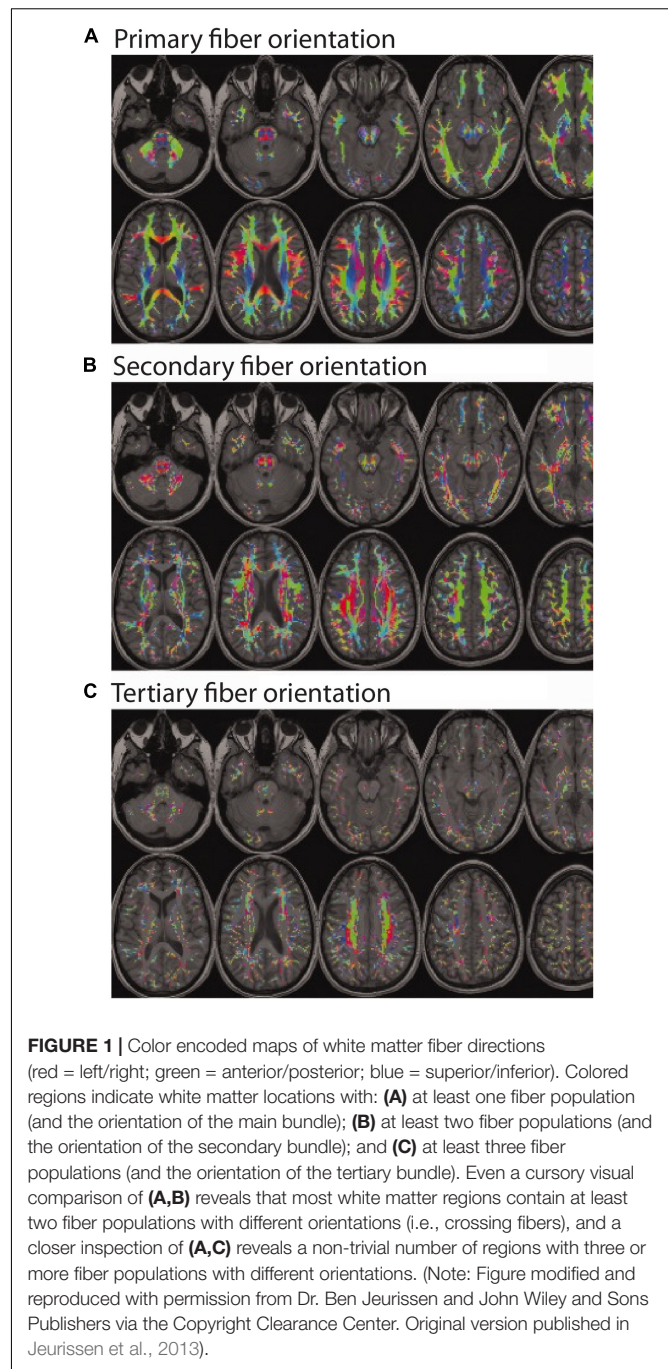 A Primary fiber orientation
B Secondary fiber orientation
C Tertiary fiber orientation
FIGURE 1 | Color encoded maps of white matter fiber directions
(red = left/right; green = anterior/posterior; blue = superior/inferior). Colored
regions indicate white matter locations with: (A) at least one fiber population
(and the orientation of the main bundle); (B) at least two fiber populations (and
the orientation of the secondary bundle); and (C) at least three fiber
populations (and the orientation of the tertiary bundle). Even a cursory visual
comparison of (A,B) reveals that most white matter regions contain at least
two fiber populations with different orientations (i.e., crossing fibers), and a
closer inspection of (A,C) reveals a non-trivial number of regions with three or
more fiber populations with different orientations. (Note: Figure modified and
reproduced with permission from Dr. Ben Jeurissen and John Wiley and Sons
Publishers via the Copyright Clearance Center. Original version published in
Jeurissen et al., 2013).